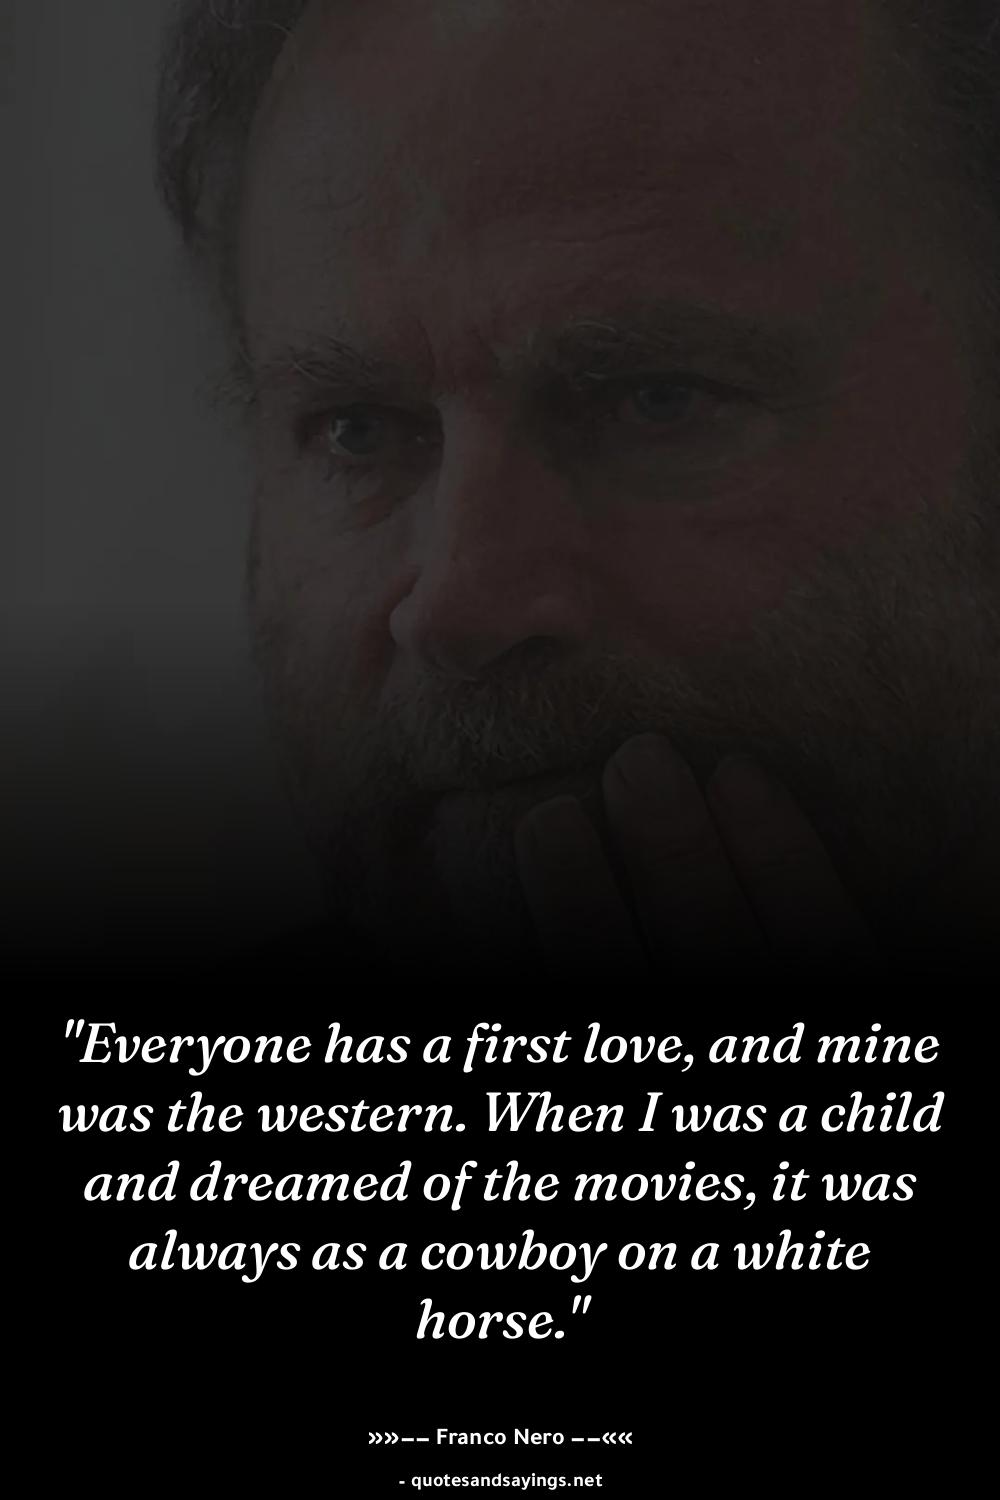 "Everyone has a first love, and mine
was the western. When I was a child
and dreamed of the movies, it was
always as a cowboy on a white
horse."
»»−− Franco Nero −−««
- quotesandsayings.net